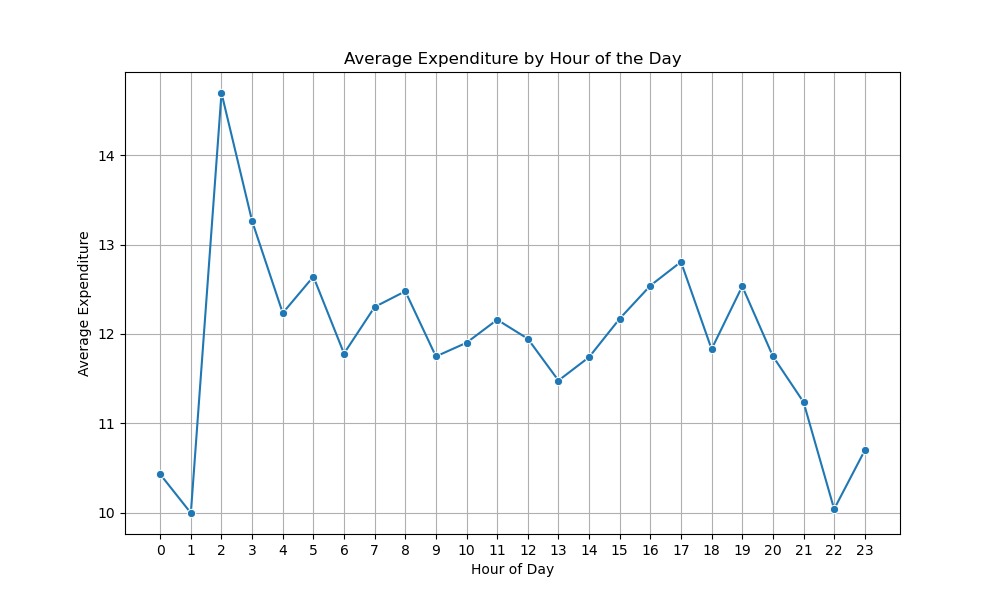 Average Expenditure by Hour of the Day
Average Expenditure
14
13
12
11
10
0 1 2 3 4 5 6 7 8 9 10 11 12 13 14 15 16 17 18 19 20 21 22 23
Hour of Day